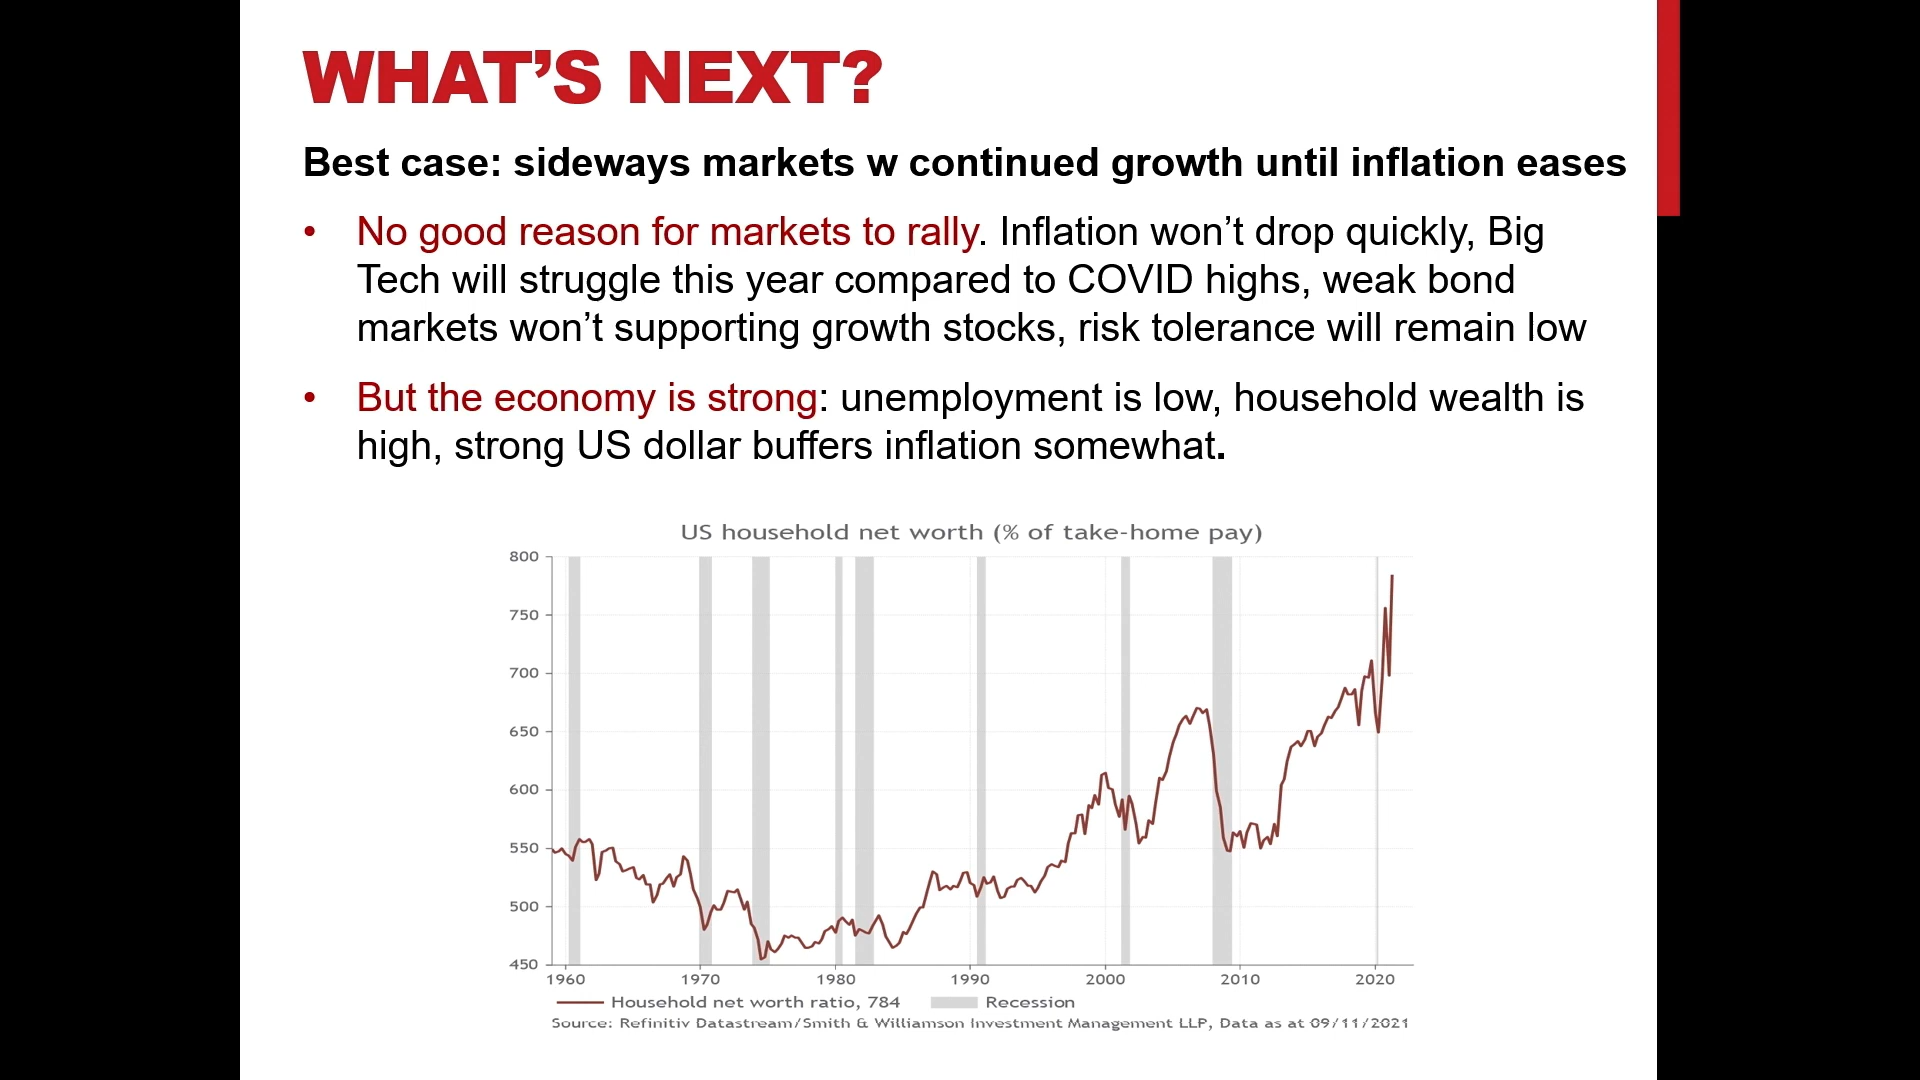 WHAT’S NEXT?
Best case: sideways markets w continued growth until inflation eases
• No good reason for markets to rally. Inflation won’t drop quickly, Big
Tech will struggle this year compared to COVID highs, weak bond
markets won’t supporting growth stocks, risk tolerance will remain low
• But the economy is strong: unemployment is low, household wealth is
high, strong US dollar buffers inflation somewhat.
US household net worth (% of take-home pay)
800
750
700
650
600
550
500
450
1960 1970 1980 1990 2000 2010 2020
Household net worth ratio, 784 Recession
Source: Refinitiv Datastream/Smith & Williamson Investment Management LLP, Data as at 09/11/2021